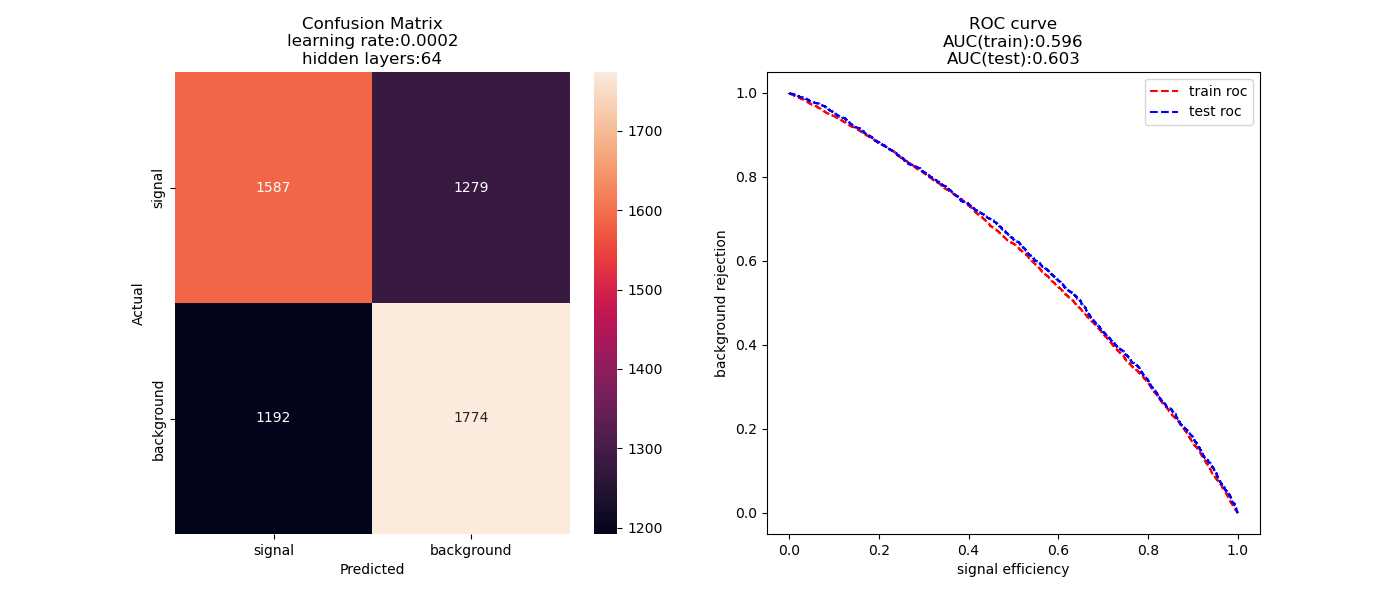 Confusion Matrix
learning rate:0.0002
hidden layers:64
signal
background
Actual
1587
1279
1192
1774
signal
background
Predicted
1700
1600
1500
1400
1300
1200
ROC curve
AUC(train):0.596
AUC(test):0.603
train roc
test roc
background rejection
1.0
0.8
0.6
0.4
0.2
0.0
0.0
0.2
0.4
0.6
0.8
1.0
signal efficiency